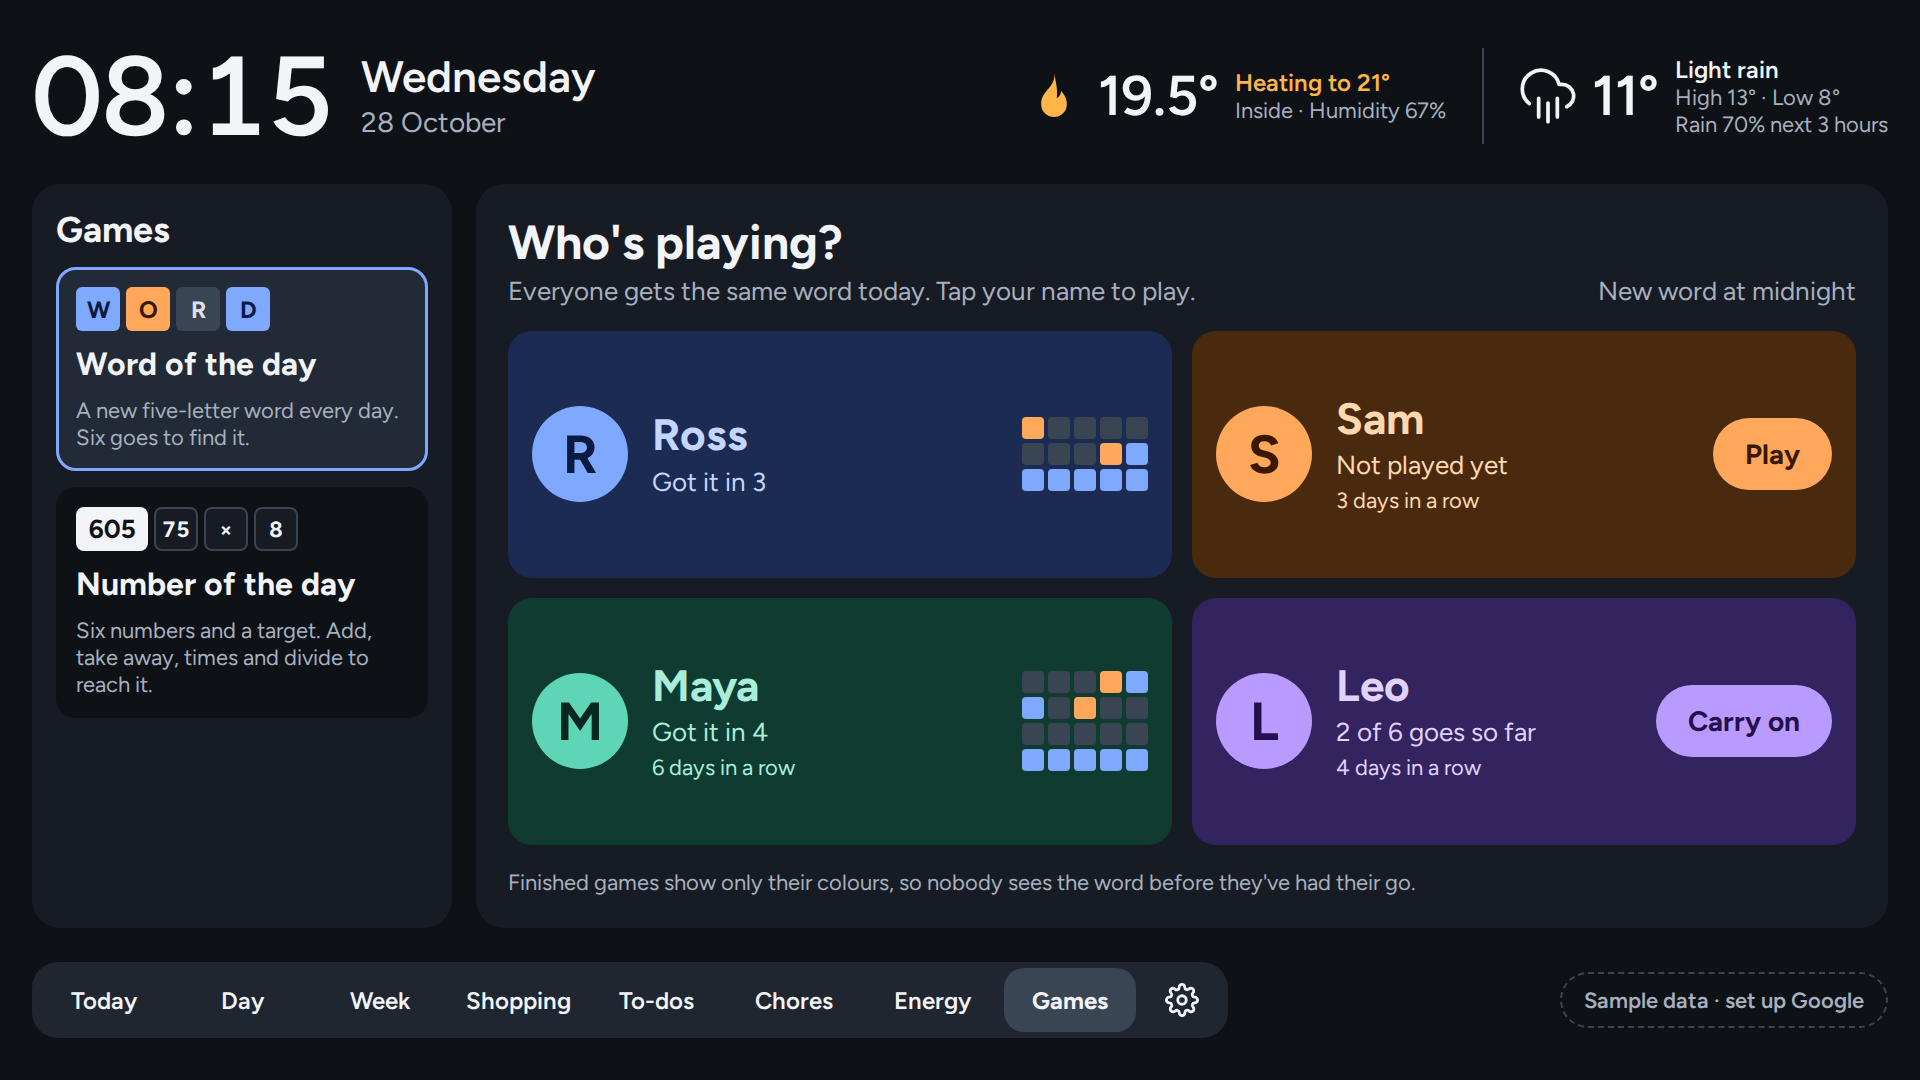 08:15
Wednesday
28 October
19.5°
Heating to 21°
Inside · Humidity 67%
11°
Light rain
High 13° · Low 8°
Rain 70% next 3 hours
Games
W O R D
Word of the day
A new five-letter word every day.
Six goes to find it.
605 75 × 8
Number of the day
Six numbers and a target. Add,
take away, times and divide to
reach it.
Who's playing?
Everyone gets the same word today. Tap your name to play.
New word at midnight
R
Ross
Got it in 3
S
Sam
Not played yet
3 days in a row
Play
M
Maya
Got it in 4
6 days in a row
L
Leo
2 of 6 goes so far
4 days in a row
Carry on
Finished games show only their colours, so nobody sees the word before they've had their go.
Today Day Week Shopping To-dos Chores Energy Games
Sample data · set up Google